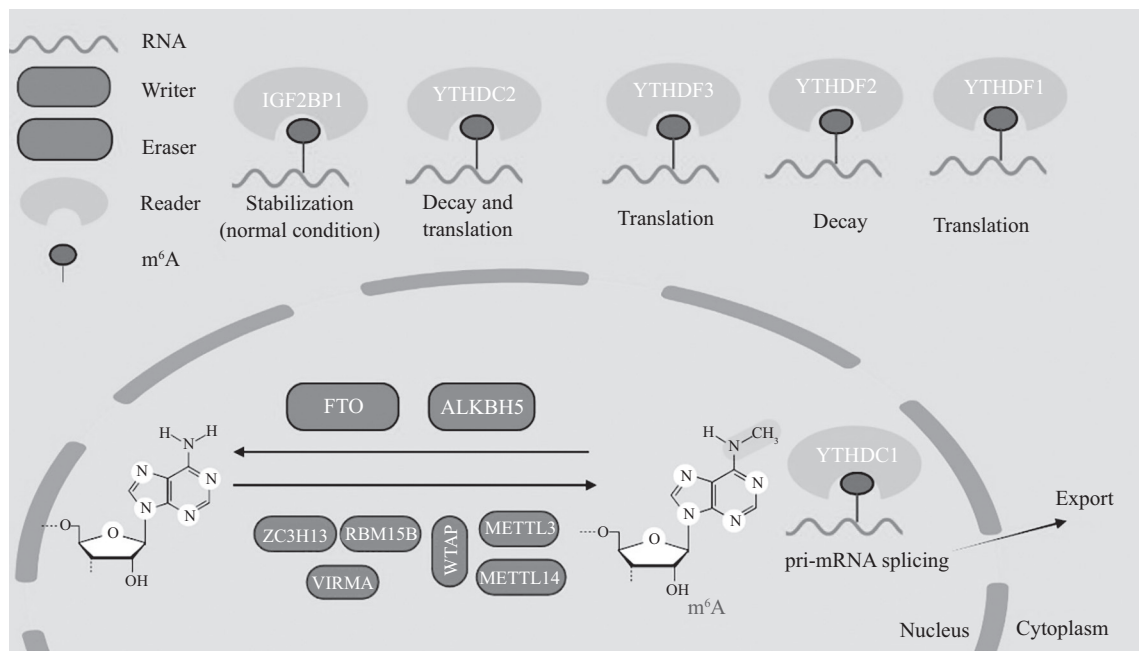 RNA
Writer
Eraser
Reader
m⁶A
IGF2BP1
Stabilization
(normal condition)
YTHDC2
Decay and
translation
YTHDF3
Translation
YTHDF2
Decay
YTHDF1
Translation
FTO
ALKBH5
ZC3H13
RBM15B
VIRMA
WTAP
METTL3
METTL14
H
H
N
N
N
N
N
O
O
OH
H
N
CH₃
N
N
N
N
O
O
OH
m⁶A
YTHDC1
pri-mRNA splicing
Export
Nucleus
Cytoplasm